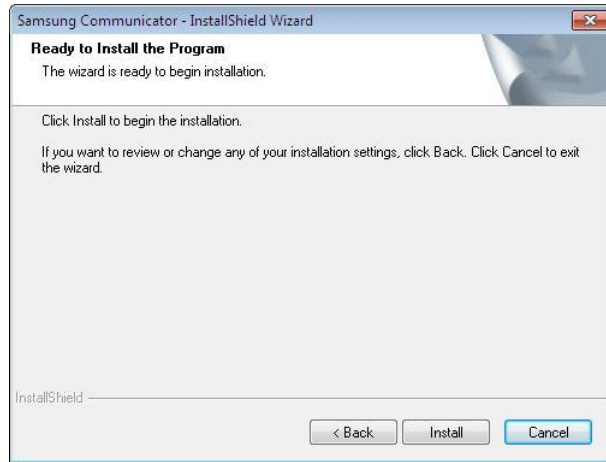 Samsung Communicator - InstallShield Wizard
Ready to Install the Program
The wizard is ready to begin installation.
Click Install to begin the installation.
If you want to review or change any of your installation settings, click Back. Click Cancel to exit
the wizard.
InstallShield
< Back Install Cancel